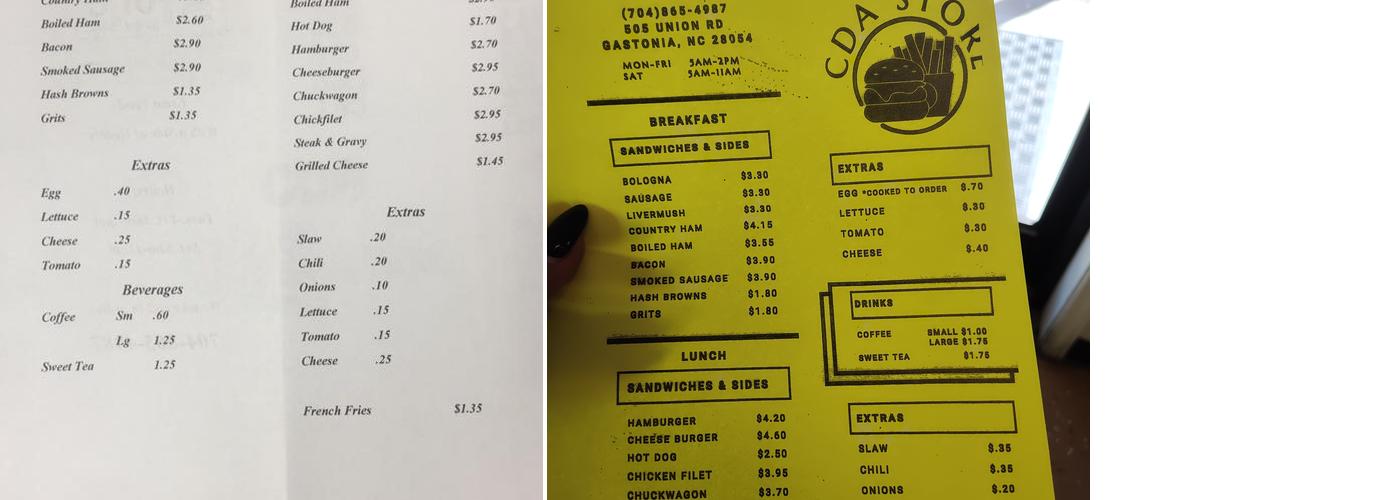 Country Ham
Boiled Ham $2.60
Bacon $2.90
Smoked Sausage $2.90
Hash Browns $1.35
Grits $1.35
Extras
Egg .40
Lettuce .15
Cheese .25
Tomato .15
Beverages
Coffee Sm .60
Lg 1.25
Sweet Tea 1.25
Boiled Ham
Hot Dog $1.70
Hamburger $2.70
Cheeseburger $2.95
Chuckwagon $2.70
Chickfilet $2.95
Steak & Gravy $2.95
Grilled Cheese $1.45
Extras
Slaw .20
Chili .20
Onions .10
Lettuce .15
Tomato .15
Cheese .25
French Fries $1.35
(704)865-4987
505 UNION RD
GASTONIA, NC 28054
MON-FRI 5AM-2PM
SAT 5AM-11AM
CDA STORE
BREAKFAST
SANDWICHES & SIDES
BOLOGNA $3.30
SAUSAGE $3.30
LIVERMUSH $3.30
COUNTRY HAM $4.15
BOILED HAM $3.55
BACON $3.90
SMOKED SAUSAGE $3.90
HASH BROWNS $1.80
GRITS $1.80
EXTRAS
EGG *COOKED TO ORDER $.70
LETTUCE $.30
TOMATO $.30
CHEESE $.40
DRINKS
COFFEE SMALL $1.00
LARGE $1.75
SWEET TEA $1.75
LUNCH
SANDWICHES & SIDES
HAMBURGER $4.20
CHEESE BURGER $4.60
HOT DOG $2.50
CHICKEN FILET $3.95
CHUCKWAGON $3.70
EXTRAS
SLAW $.35
CHILI $.35
ONIONS $.20